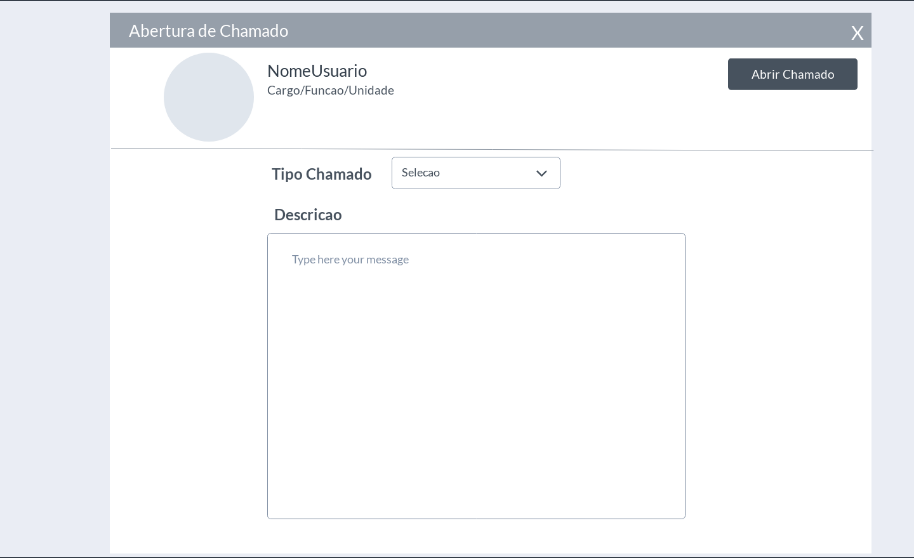 Abertura de Chamado X
NomeUsuario
Cargo/Funcao/Unidade
Abrir Chamado
Tipo Chamado Selecao
Descricao
Type here your message